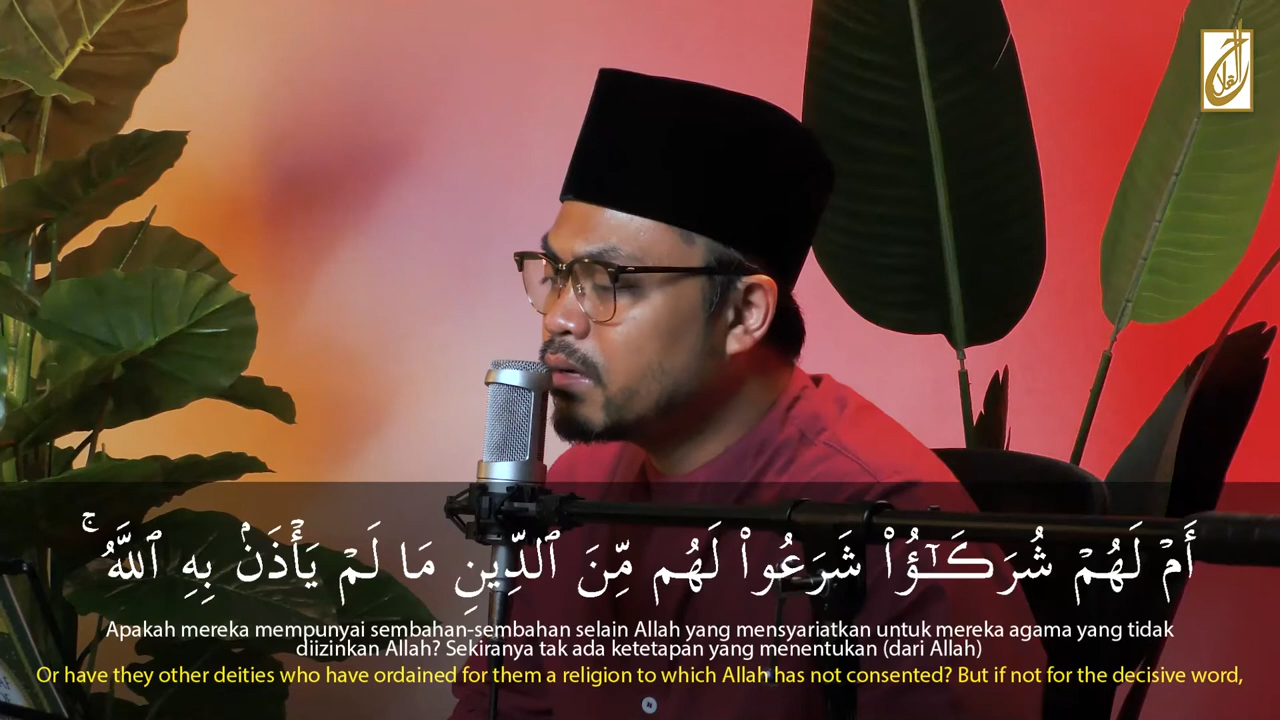 أَمْ لَهُمْ شُرَكَـٰٓؤُا۟ شَرَعُوا۟ لَهُم مِّنَ ٱلدِّينِ مَا لَمْ يَأْذَنۢ بِهِ ٱللَّهُ ۚ
Apakah mereka mempunyai sembahan-sembahan selain Allah yang mensyariatkan untuk mereka agama yang tidak
diizinkan Allah? Sekiranya tak ada ketetapan yang menentukan (dari Allah)
Or have they other deities who have ordained for them a religion to which Allah has not consented? But if not for the decisive word,